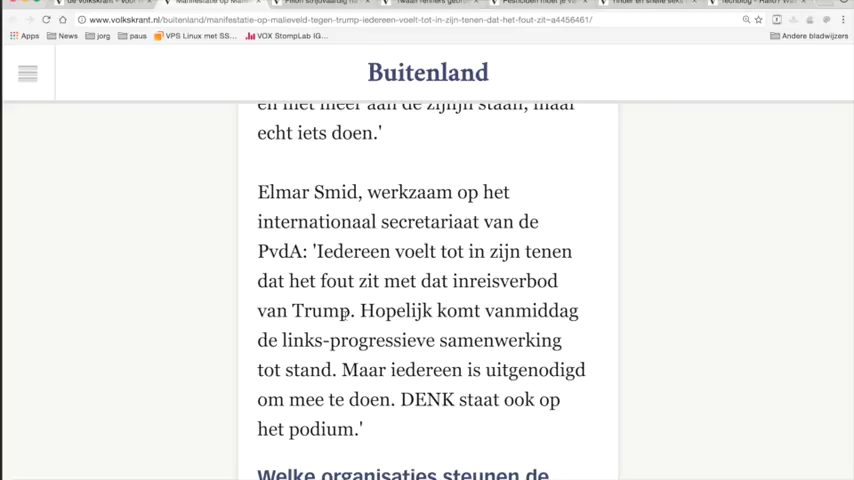 www.volkskrant.nl/buitenland/manifestatie-op-malieveld-tegen-trump-iedereen-voelt-tot-in-zijn-tenen-dat-het-fout-zit~a4456461/
Apps News jorg paus VPS Linux met SS... VOX StompLab IG... Andere bladwijzers
Buitenland
en niet meer aan de zijlijn staan, maar
echt iets doen.'
Elmar Smid, werkzaam op het
internationaal secretariaat van de
PvdA: 'Iedereen voelt tot in zijn tenen
dat het fout zit met dat inreisverbod
van Trump. Hopelijk komt vanmiddag
de links-progressieve samenwerking
tot stand. Maar iedereen is uitgenodigd
om mee te doen. DENK staat ook op
het podium.'
Welke organisaties steunen de